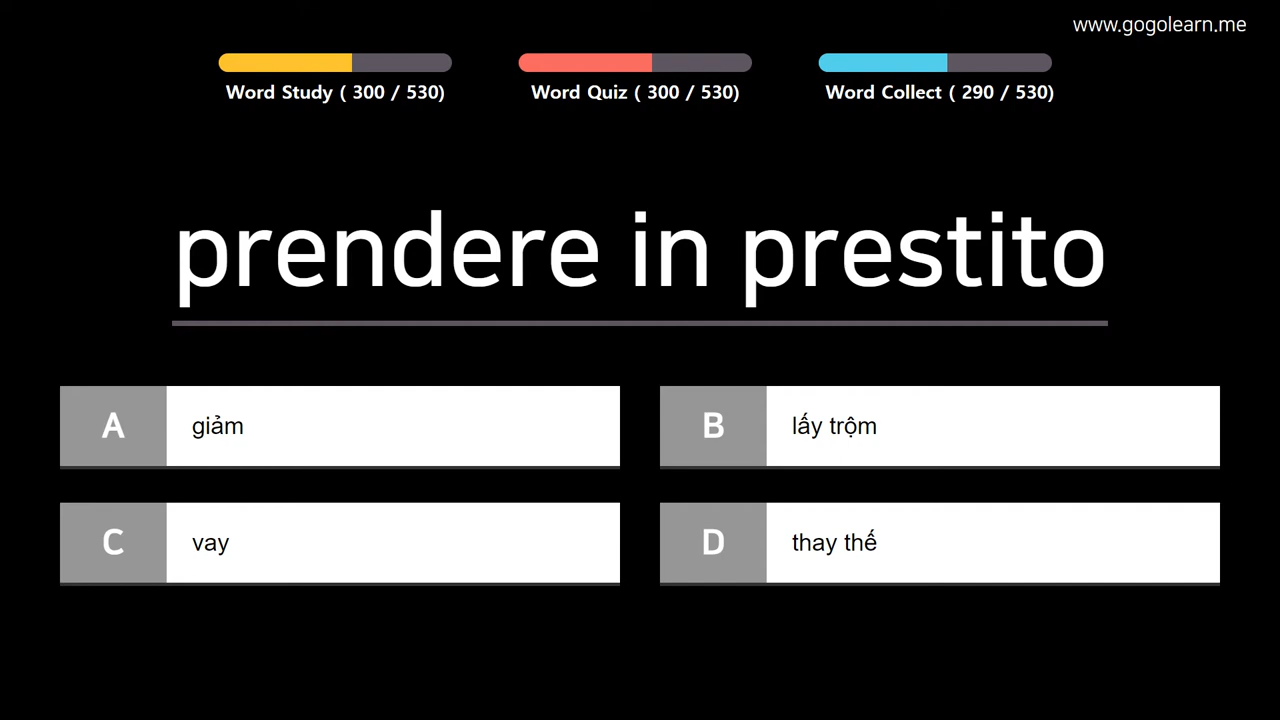 www.gogolearn.me
Word Study ( 300 / 530)
Word Quiz ( 300 / 530)
Word Collect ( 290 / 530)
prendere in prestito
A giảm
B lấy trộm
C vay
D thay thế